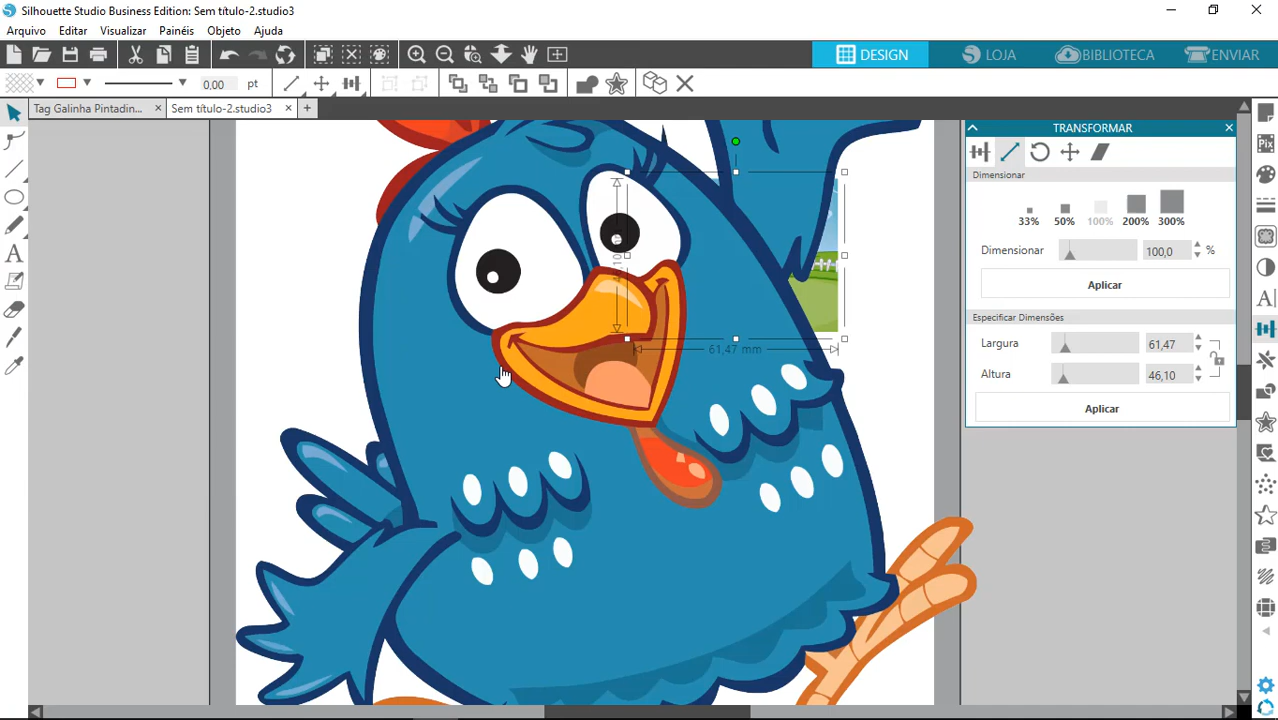 Silhouette Studio Business Edition: Sem título-2.studio3
Arquivo Editar Visualizar Painéis Objeto Ajuda
DESIGN LOJA BIBLIOTECA ENVIAR
0,00 pt
Tag Galinha Pintadin... Sem título-2.studio3
TRANSFORMAR
Dimensionar
33% 50% 100% 200% 300%
Dimensionar 100,0 %
Aplicar
Especificar Dimensões
Largura 61,47
Altura 46,10
Aplicar
61,47 mm